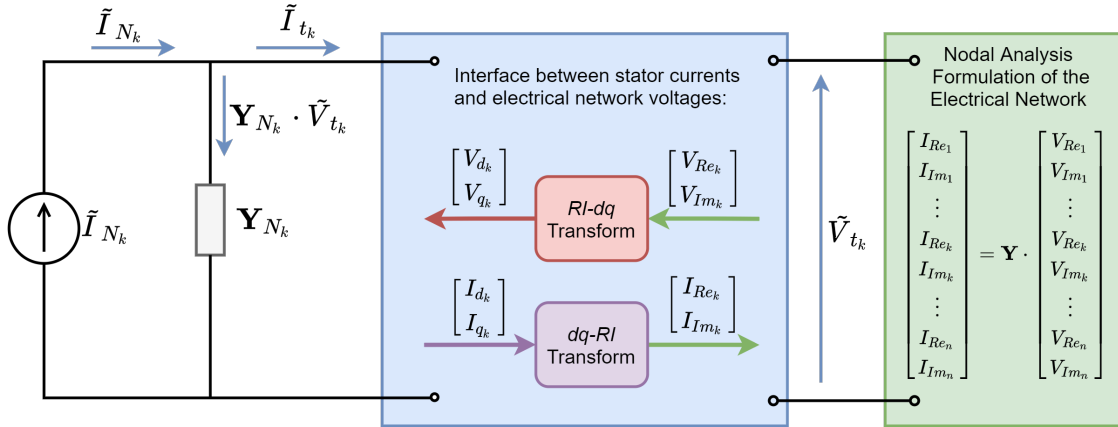 Ĩ_{N_k}
Ĩ_{t_k}
Y_{N_k} · Ṽ_{t_k}
Ĩ_{N_k}
Y_{N_k}
Interface between stator currents
and electrical network voltages:
[V_{d_k}
V_{q_k}]
RI-dq
Transform
[V_{Re_k}
V_{Im_k}]
[I_{d_k}
I_{q_k}]
dq-RI
Transform
[I_{Re_k}
I_{Im_k}]
Ṽ_{t_k}
Nodal Analysis
Formulation of the
Electrical Network
[I_{Re_1} V_{Re_1}
I_{Im_1} V_{Im_1}
⋮ ⋮
I_{Re_k} V_{Re_k}
I_{Im_k} = Y · V_{Im_k}
⋮ ⋮
I_{Re_n} V_{Re_n}
I_{Im_n} V_{Im_n}]